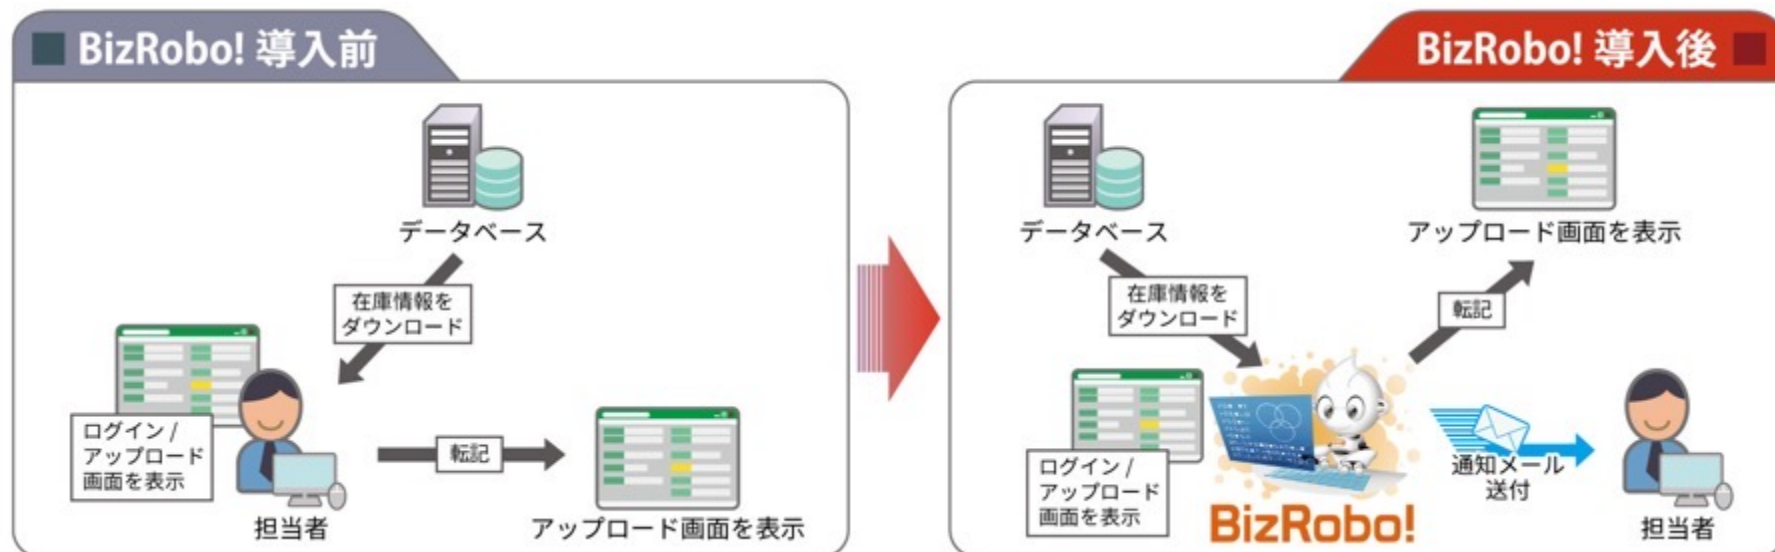 BizRobo! 導入前
データベース
在庫情報を
ダウンロード
ログイン /
アップロード
画面を表示
担当者
転記
アップロード画面を表示
BizRobo! 導入後
データベース
アップロード画面を表示
在庫情報を
ダウンロード
転記
ログイン /
アップロード
画面を表示
BizRobo!
通知メール
送付
担当者